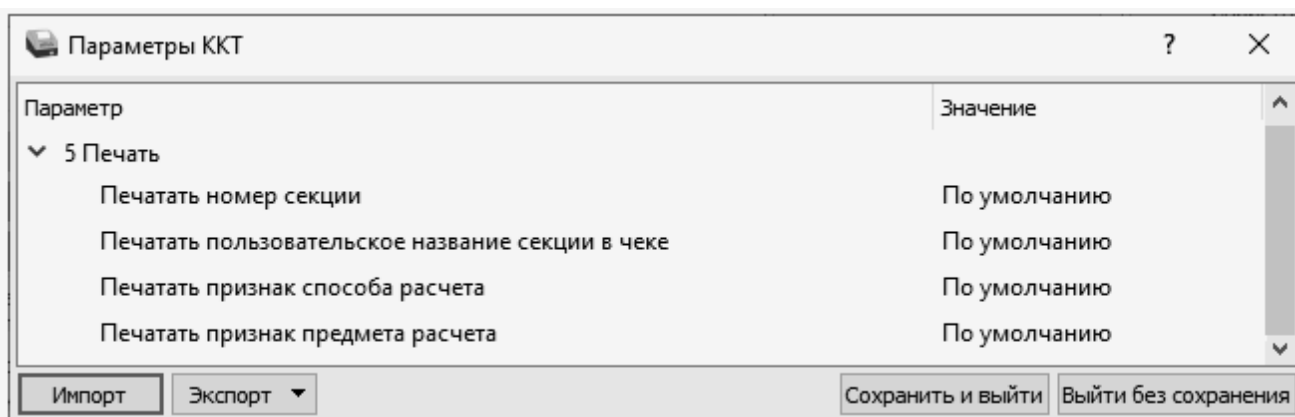 Параметры ККТ ?
Параметр Значение
5 Печать
Печатать номер секции По умолчанию
Печатать пользовательское название секции в чеке По умолчанию
Печатать признак способа расчета По умолчанию
Печатать признак предмета расчета По умолчанию
Импорт Экспорт Сохранить и выйти Выйти без сохранения